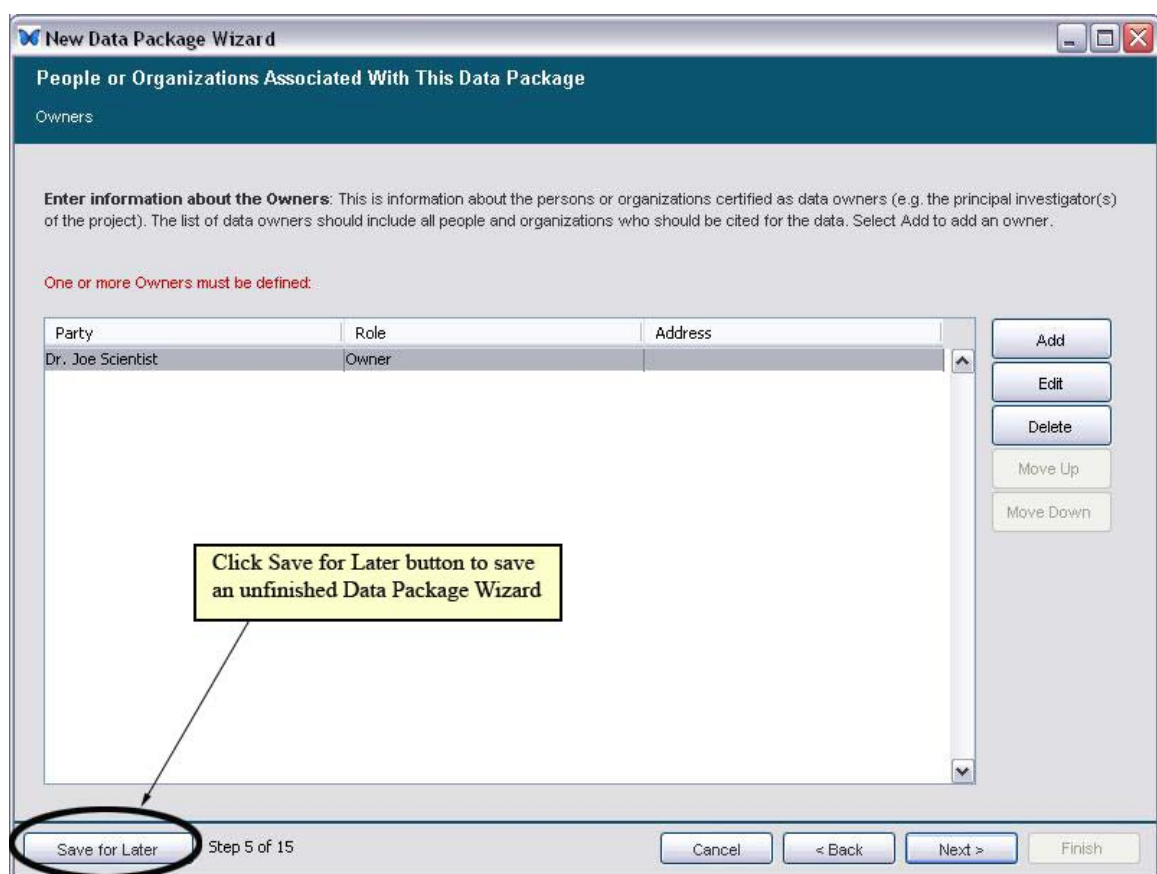 New Data Package Wizard
People or Organizations Associated With This Data Package
Owners
Enter information about the Owners: This is information about the persons or organizations certified as data owners (e.g. the principal investigator(s)
of the project). The list of data owners should include all people and organizations who should be cited for the data. Select Add to add an owner.
One or more Owners must be defined:
Party Role Address
Dr. Joe Scientist Owner
Add
Edit
Delete
Move Up
Move Down
Click Save for Later button to save
an unfinished Data Package Wizard
Save for Later Step 5 of 15 Cancel < Back Next > Finish